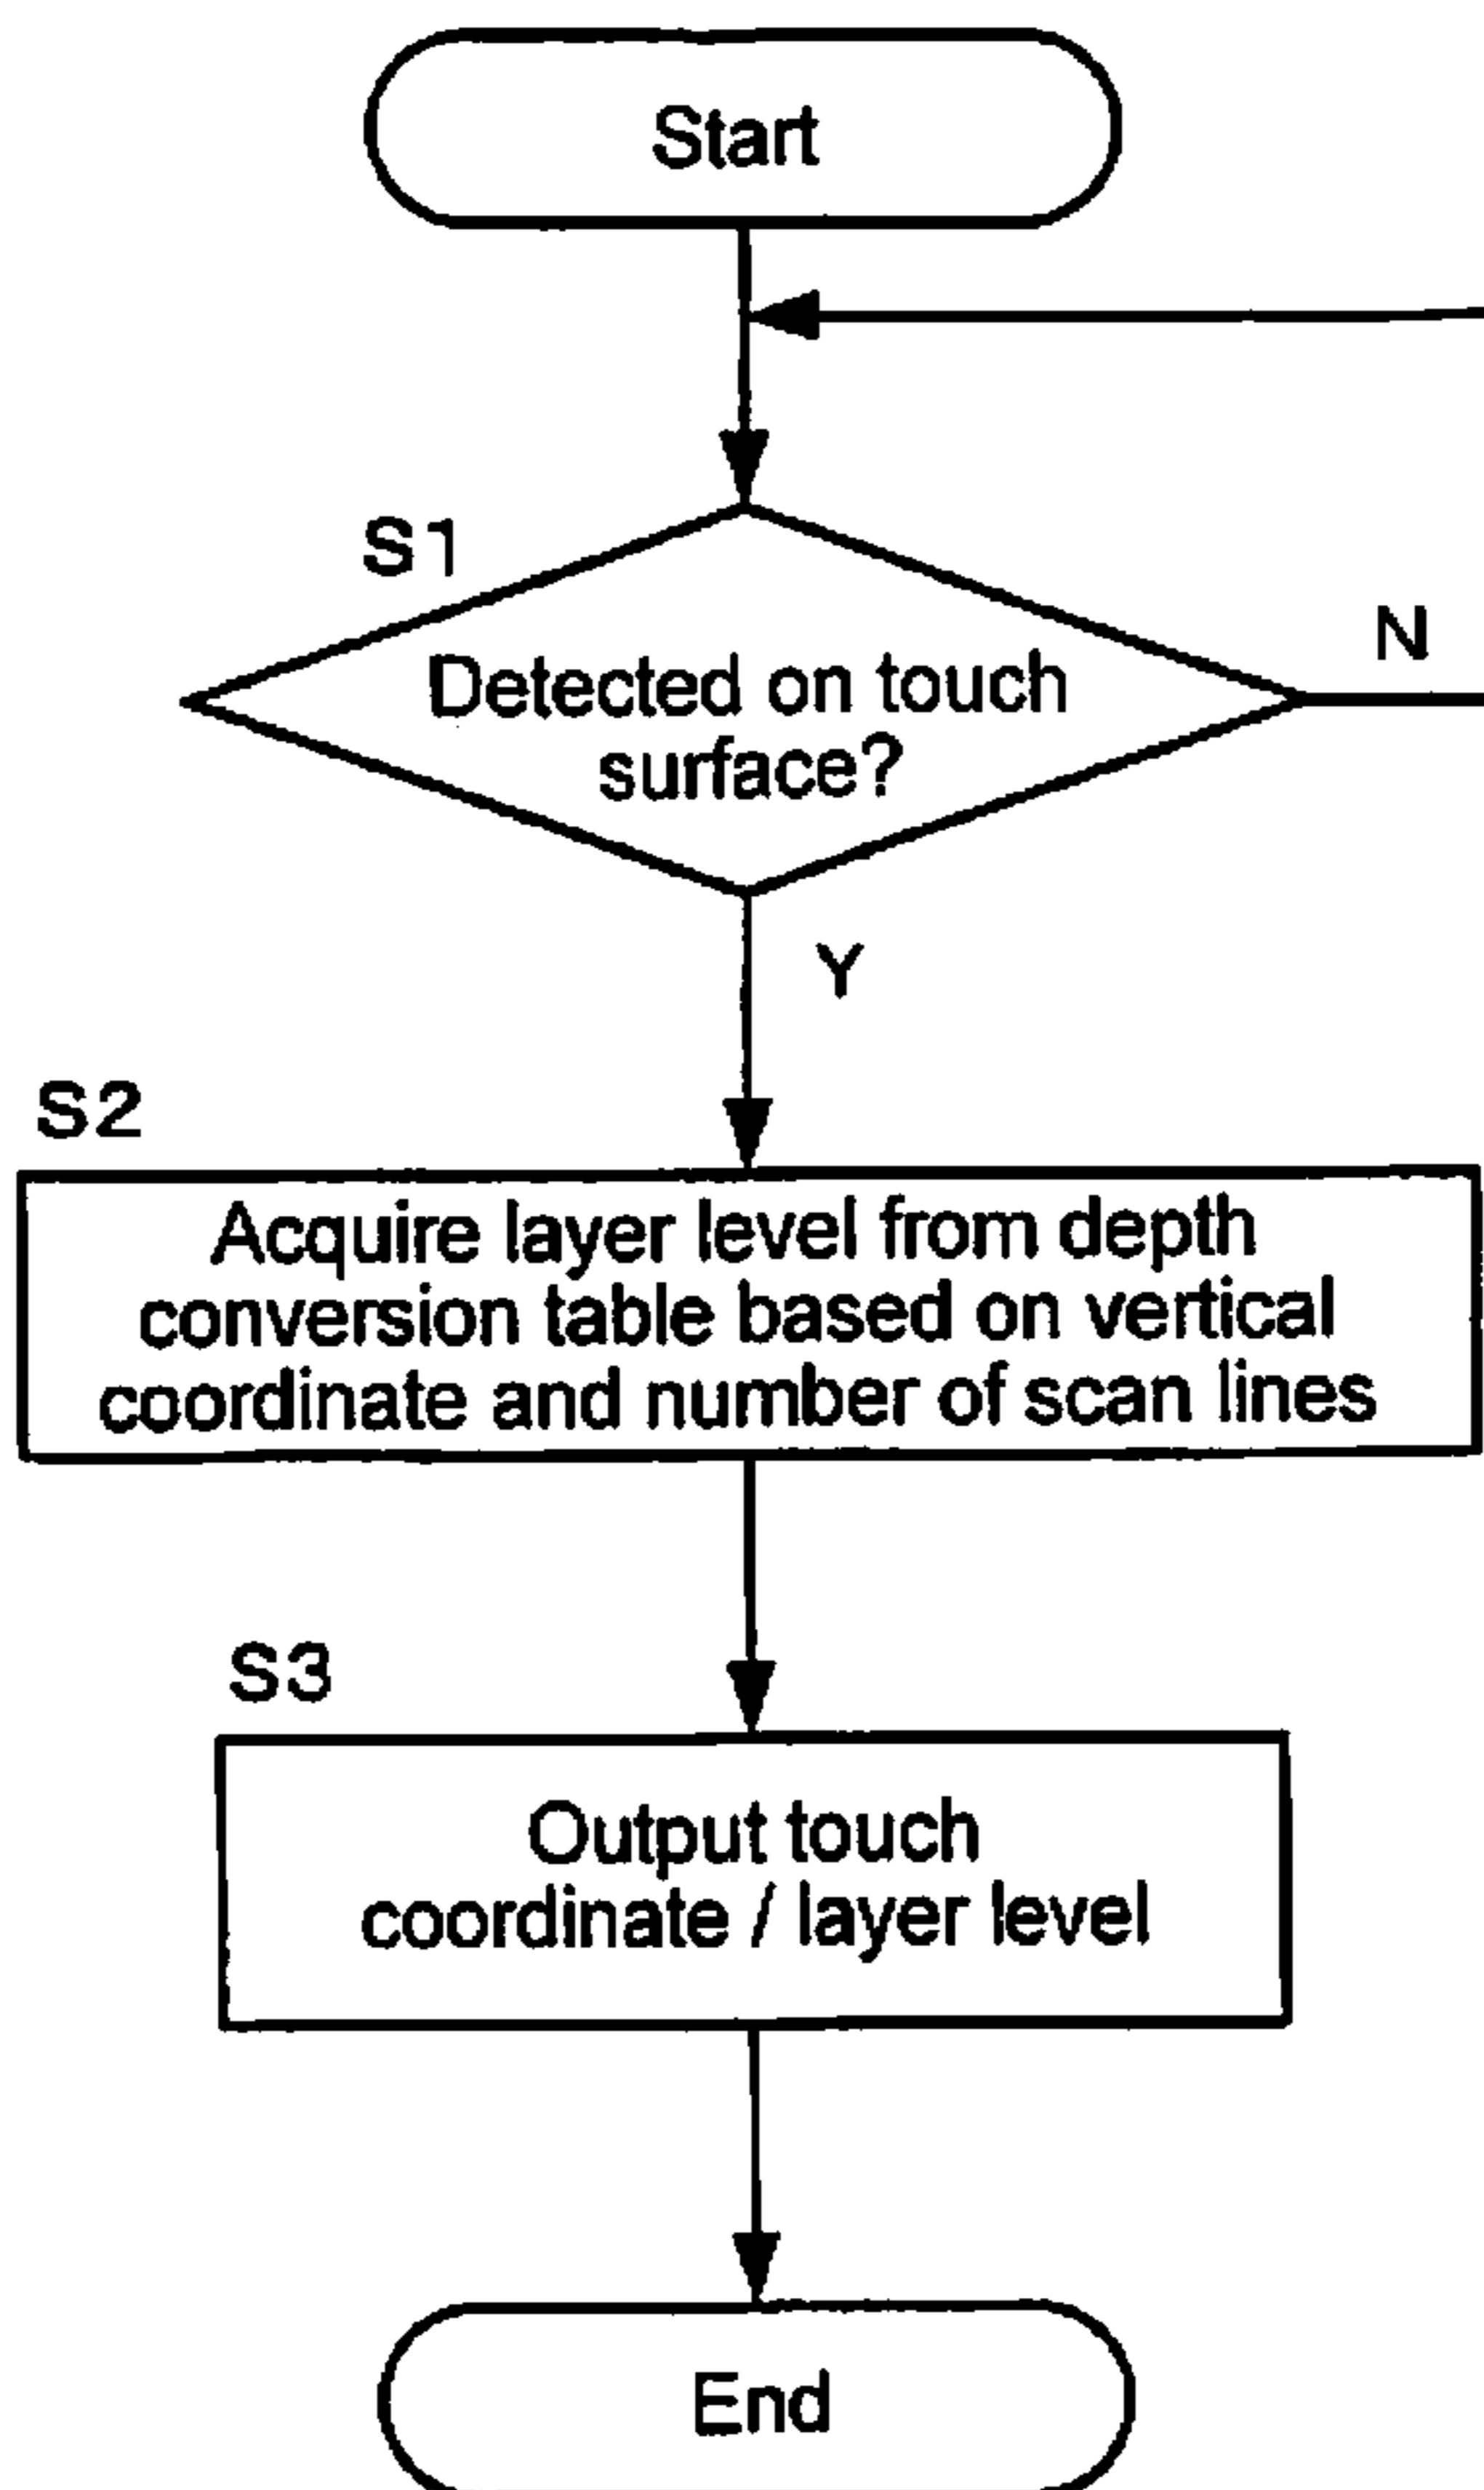 Start
S1
Detected on touch
surface?
N
Y
S2
Acquire layer level from depth
conversion table based on vertical
coordinate and number of scan lines
S3
Output touch
coordinate / layer level
End